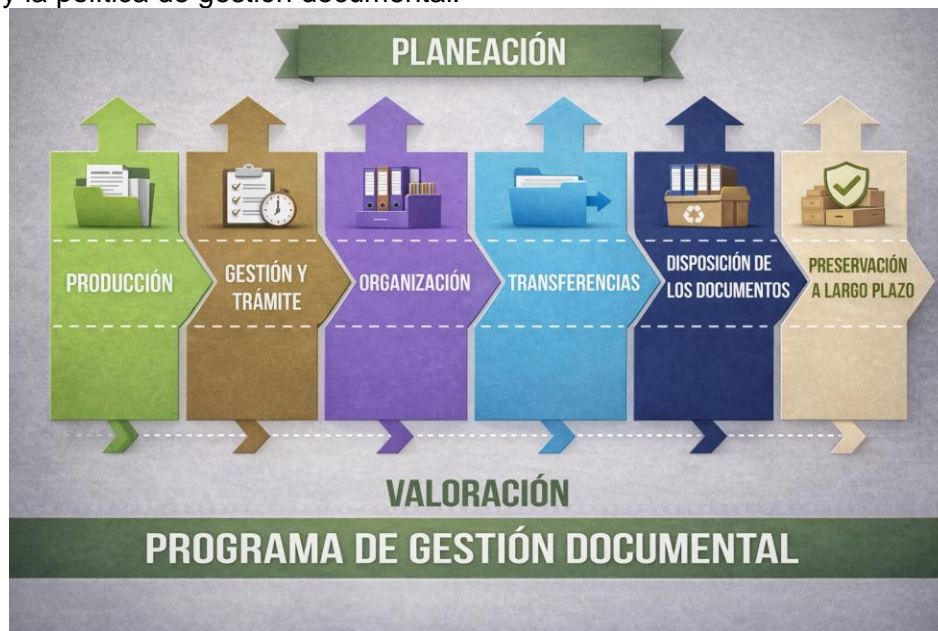 y la política de gestión documental.
PLANEACIÓN
PRODUCCIÓN
GESTIÓN Y
TRÁMITE
ORGANIZACIÓN
TRANSFERENCIAS
DISPOSICIÓN DE
LOS DOCUMENTOS
PRESERVACIÓN
A LARGO PLAZO
VALORACIÓN
PROGRAMA DE GESTIÓN DOCUMENTAL